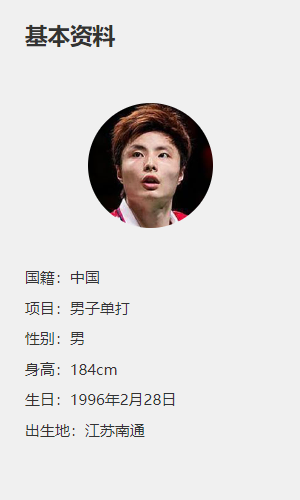 基本资料
国籍：中国
项目：男子单打
性别：男
身高：184cm
生日：1996年2月28日
出生地：江苏南通